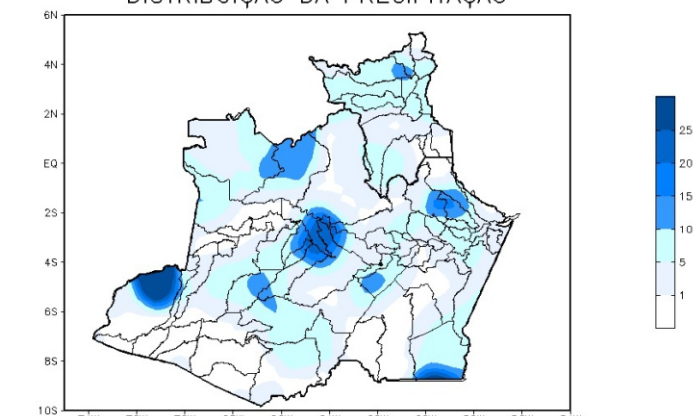 DISTRIBUIÇÃO DA PRECIPITAÇÃO
6N
4N
2N
EQ
2S
4S
6S
8S
10S
25
20
15
10
5
1